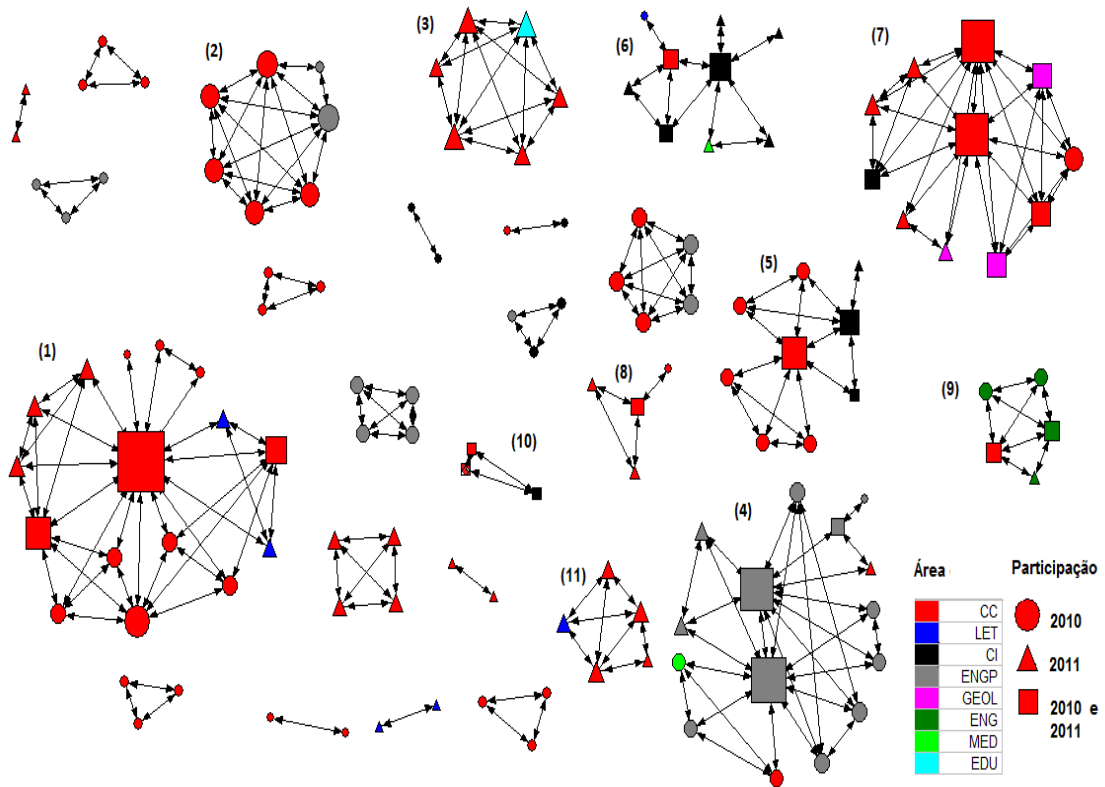 (3)
(6)
(7)
(2)
(5)
(1)
(8)
(9)
(10)
(4)
(11)
Área
CC
LET
CI
ENGP
GEOL
ENG
MED
EDU
Participação
2010
2011
2010 e
2011